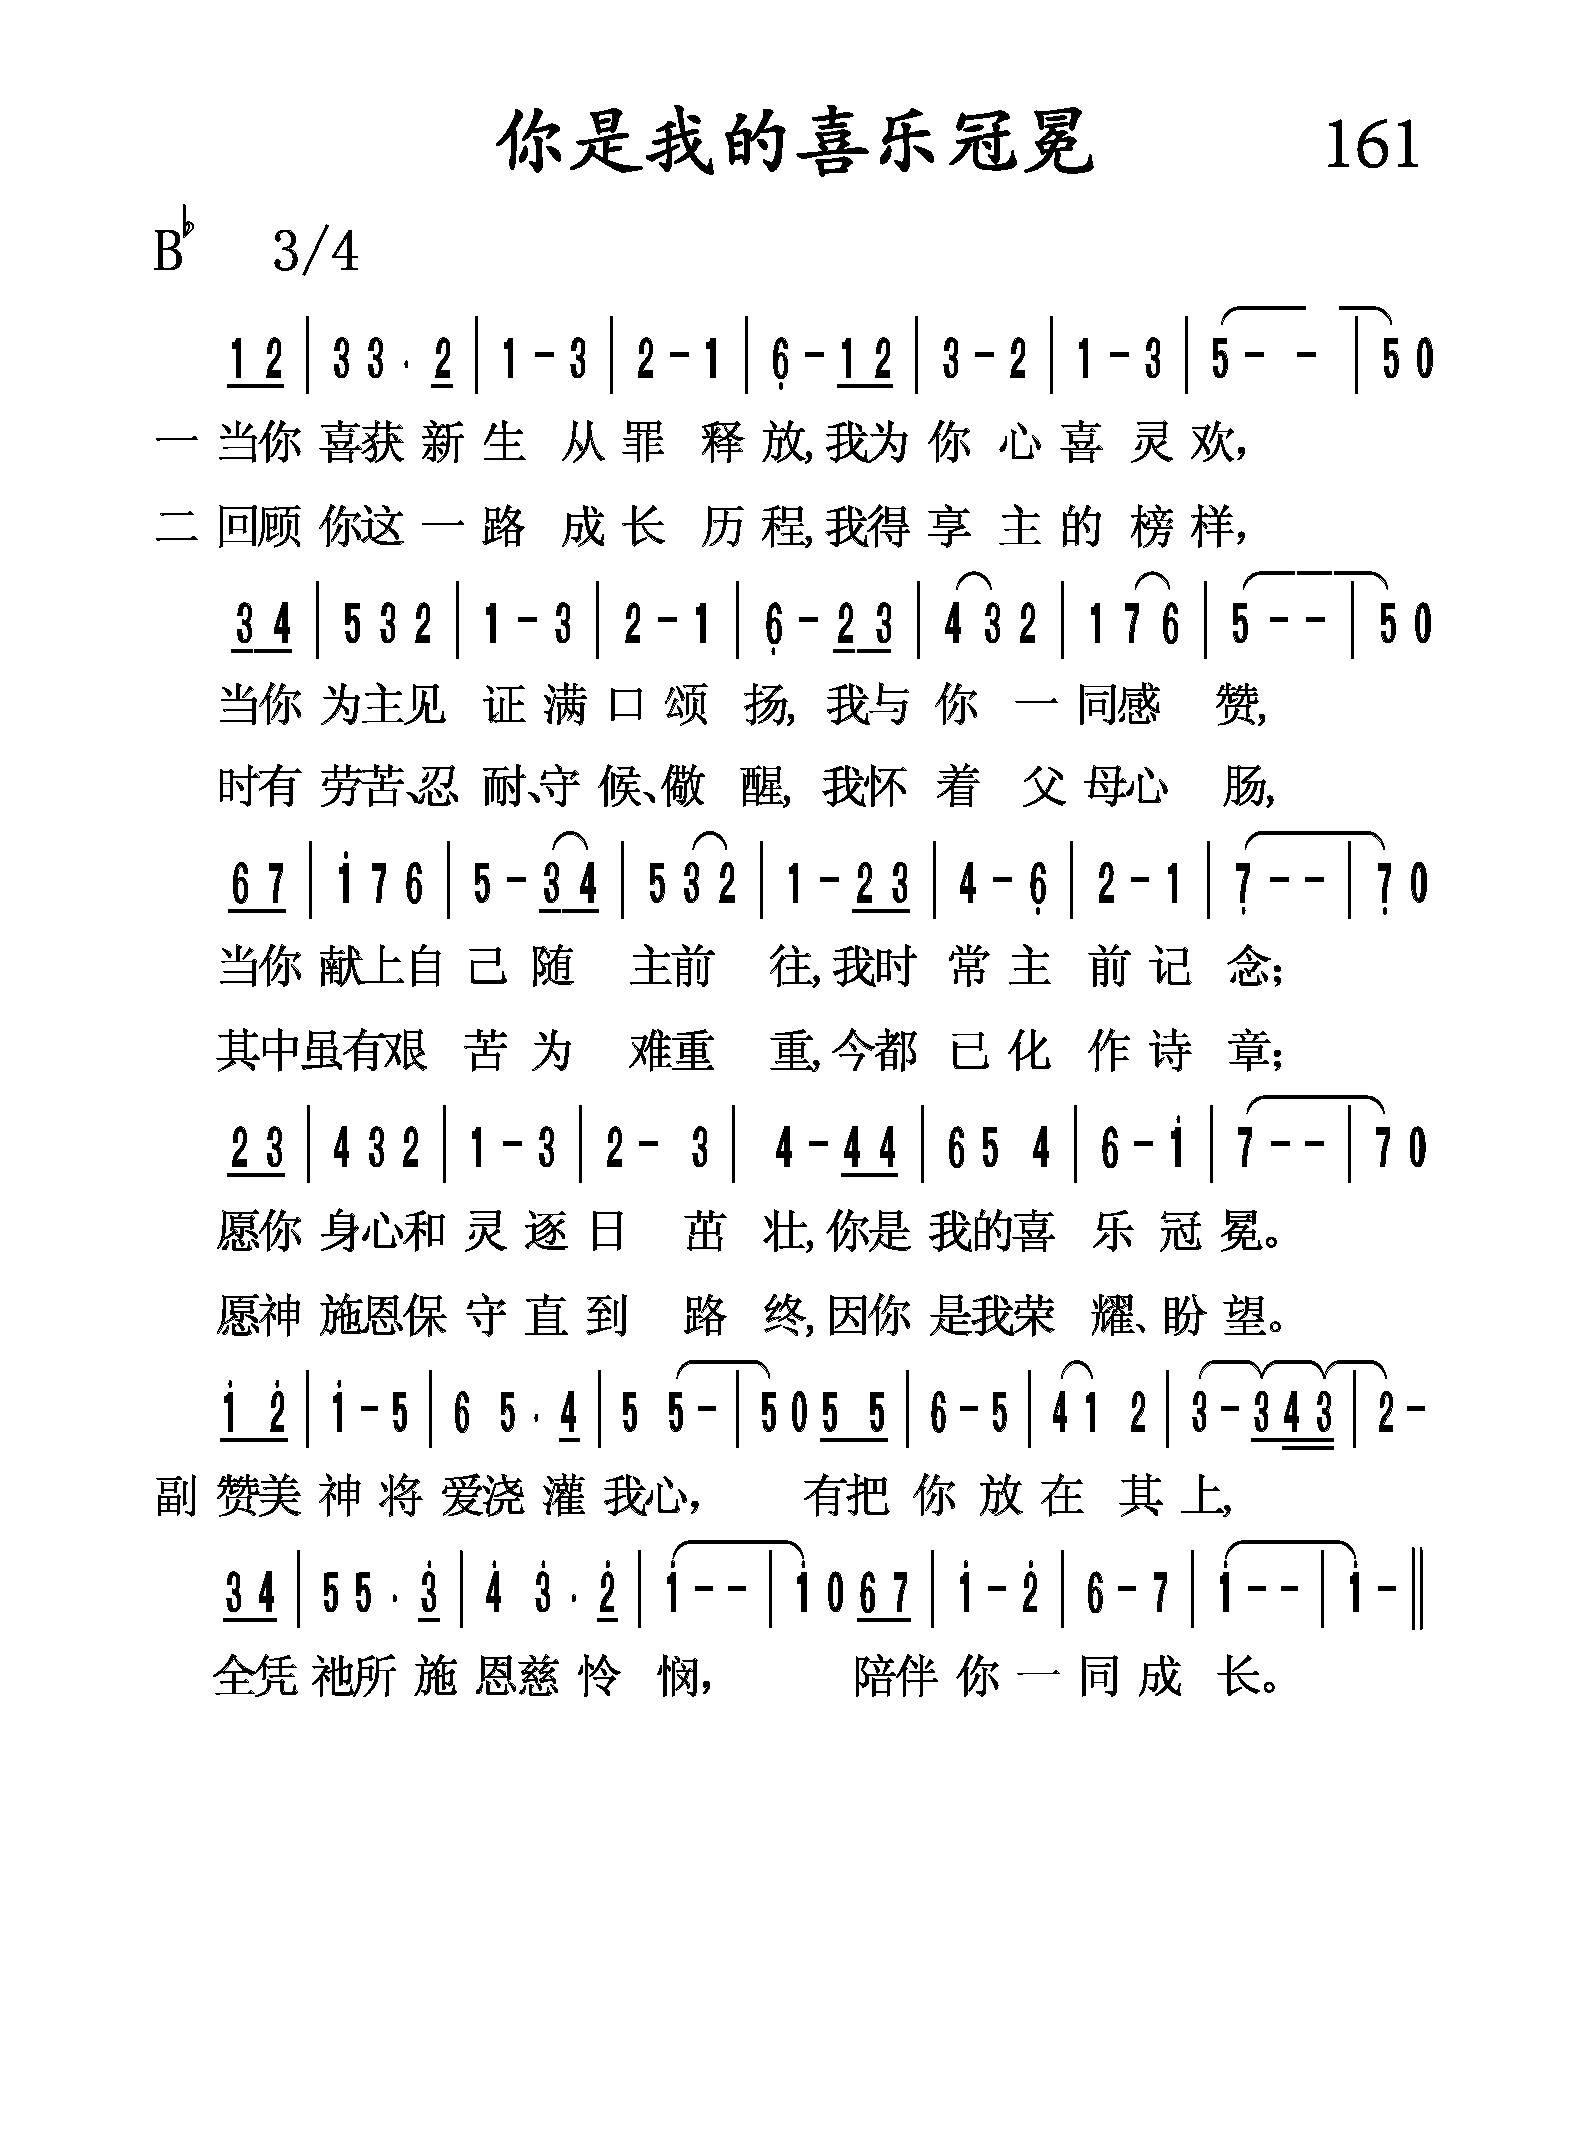 你是我的喜乐冠冕 161
B♭ 3/4
1 2 | 3 3 . 2 | 1 - 3 | 2 - 1 | 6̣ - 1 2 | 3 - 2 | 1 - 3 | 5 - - | 5 0
一 当你 喜获 新 生 从 罪 释 放, 我为 你 心 喜 灵 欢,
二 回顾 你这 一 路 成 长 历 程, 我得 享 主 的 榜 样,
3 4 | 5 3 2 | 1 - 3 | 2 - 1 | 6̣ - 2 3 | 4 3 2 | 1 7 6 | 5 - - | 5 0
当你 为主见 证 满 口 颂 扬, 我与 你 一 同感 赞,
时有 劳苦、忍 耐、守 候、儆 醒, 我怀 着 父 母心 肠,
6 7 | 1̇ 7 6 | 5 - 3 4 | 5 3 2 | 1 - 2 3 | 4 - 6̣ | 2 - 1 | 7̣ - - | 7̣ 0
当你 献上自 己 随 主前 往, 我时 常 主 前 记 念;
其中虽有艰 苦 为 难重 重, 今都 已 化 作 诗 章;
2 3 | 4 3 2 | 1 - 3 | 2 - 3 | 4 - 4 4 | 6 5 4 | 6 - 1̇ | 7 - - | 7 0
愿你 身心和 灵 逐 日 茁 壮, 你是 我的喜 乐 冠 冕。
愿神 施恩保 守 直 到 路 终, 因你 是我荣 耀、盼 望。
1̇ 2̇ | 1̇ - 5 | 6 5 . 4 | 5 5 - | 5 0 5 5 | 6 - 5 | 4 1 2 | 3 - 3 4 3 | 2 -
副 赞美 神 将 爱浇 灌 我心, 有把 你 放 在 其 上,
3 4 | 5 5 . 3̇ | 4̇ 3̇ . 2̇ | 1̇ - - | 1̇ 0 6 7 | 1̇ - 2̇ | 6 - 7 | 1̇ - - | 1̇ - ‖
全凭 祂所 施 恩慈 怜 悯, 陪伴 你 一 同 成 长。